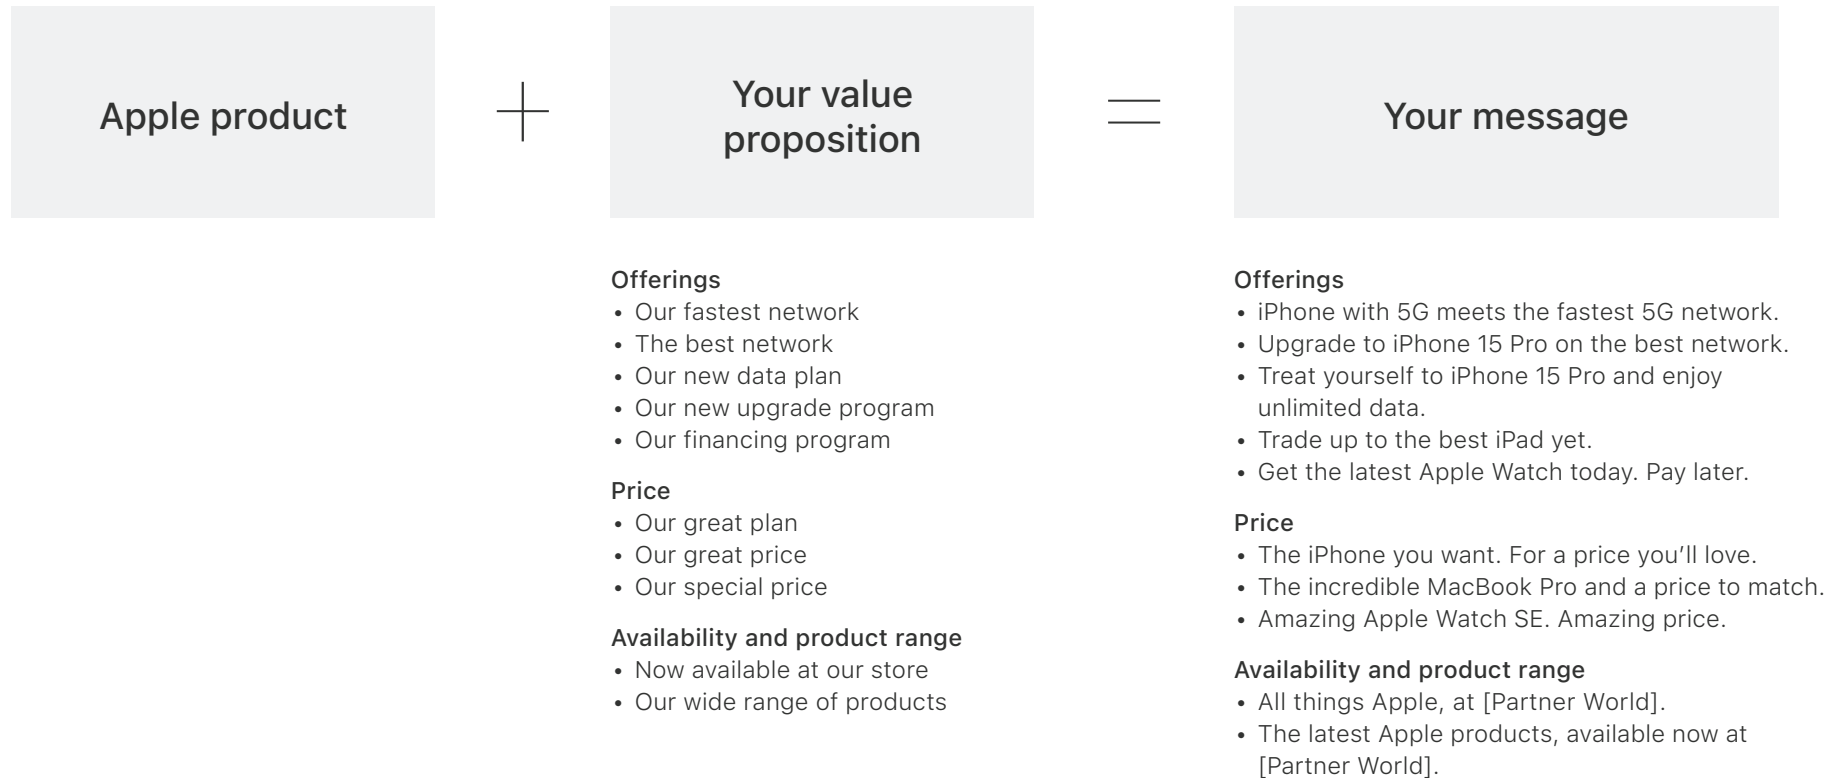 Apple product
+
Your value
proposition
=
Your message
Offerings
• Our fastest network
• The best network
• Our new data plan
• Our new upgrade program
• Our financing program
Price
• Our great plan
• Our great price
• Our special price
Availability and product range
• Now available at our store
• Our wide range of products
Offerings
• iPhone with 5G meets the fastest 5G network.
• Upgrade to iPhone 15 Pro on the best network.
• Treat yourself to iPhone 15 Pro and enjoy
unlimited data.
• Trade up to the best iPad yet.
• Get the latest Apple Watch today. Pay later.
Price
• The iPhone you want. For a price you’ll love.
• The incredible MacBook Pro and a price to match.
• Amazing Apple Watch SE. Amazing price.
Availability and product range
• All things Apple, at [Partner World].
• The latest Apple products, available now at
[Partner World].